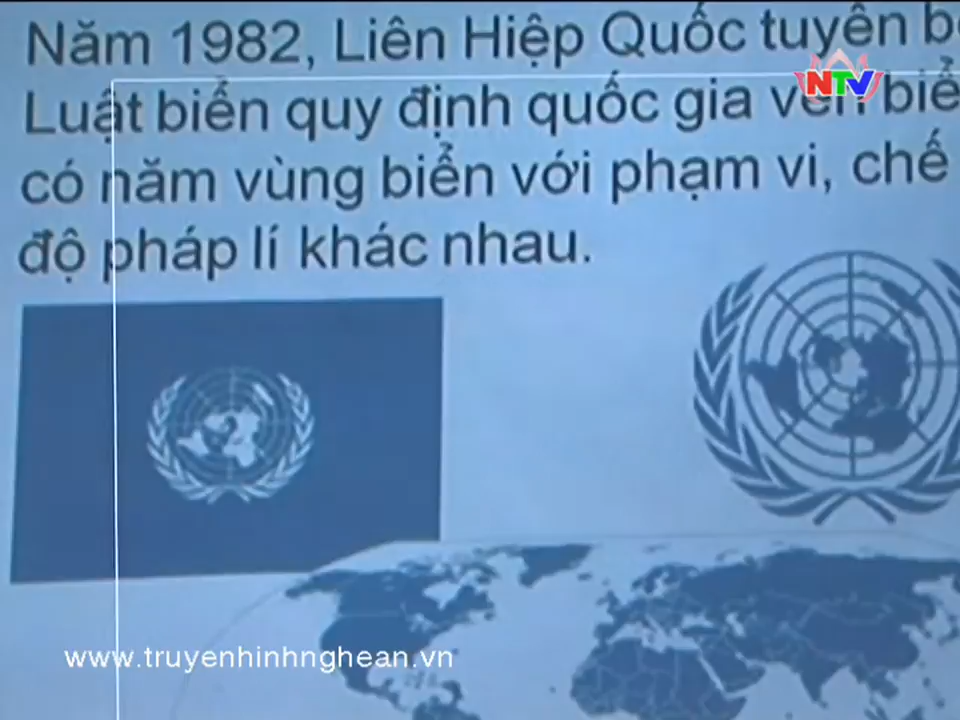 Năm 1982, Liên Hiệp Quốc tuyên
NTV
Luật biển quy định quốc gia ven
có năm vùng biển với phạm vi, chế
độ pháp lí khác nhau.
www.truyenhinhnghean.vn